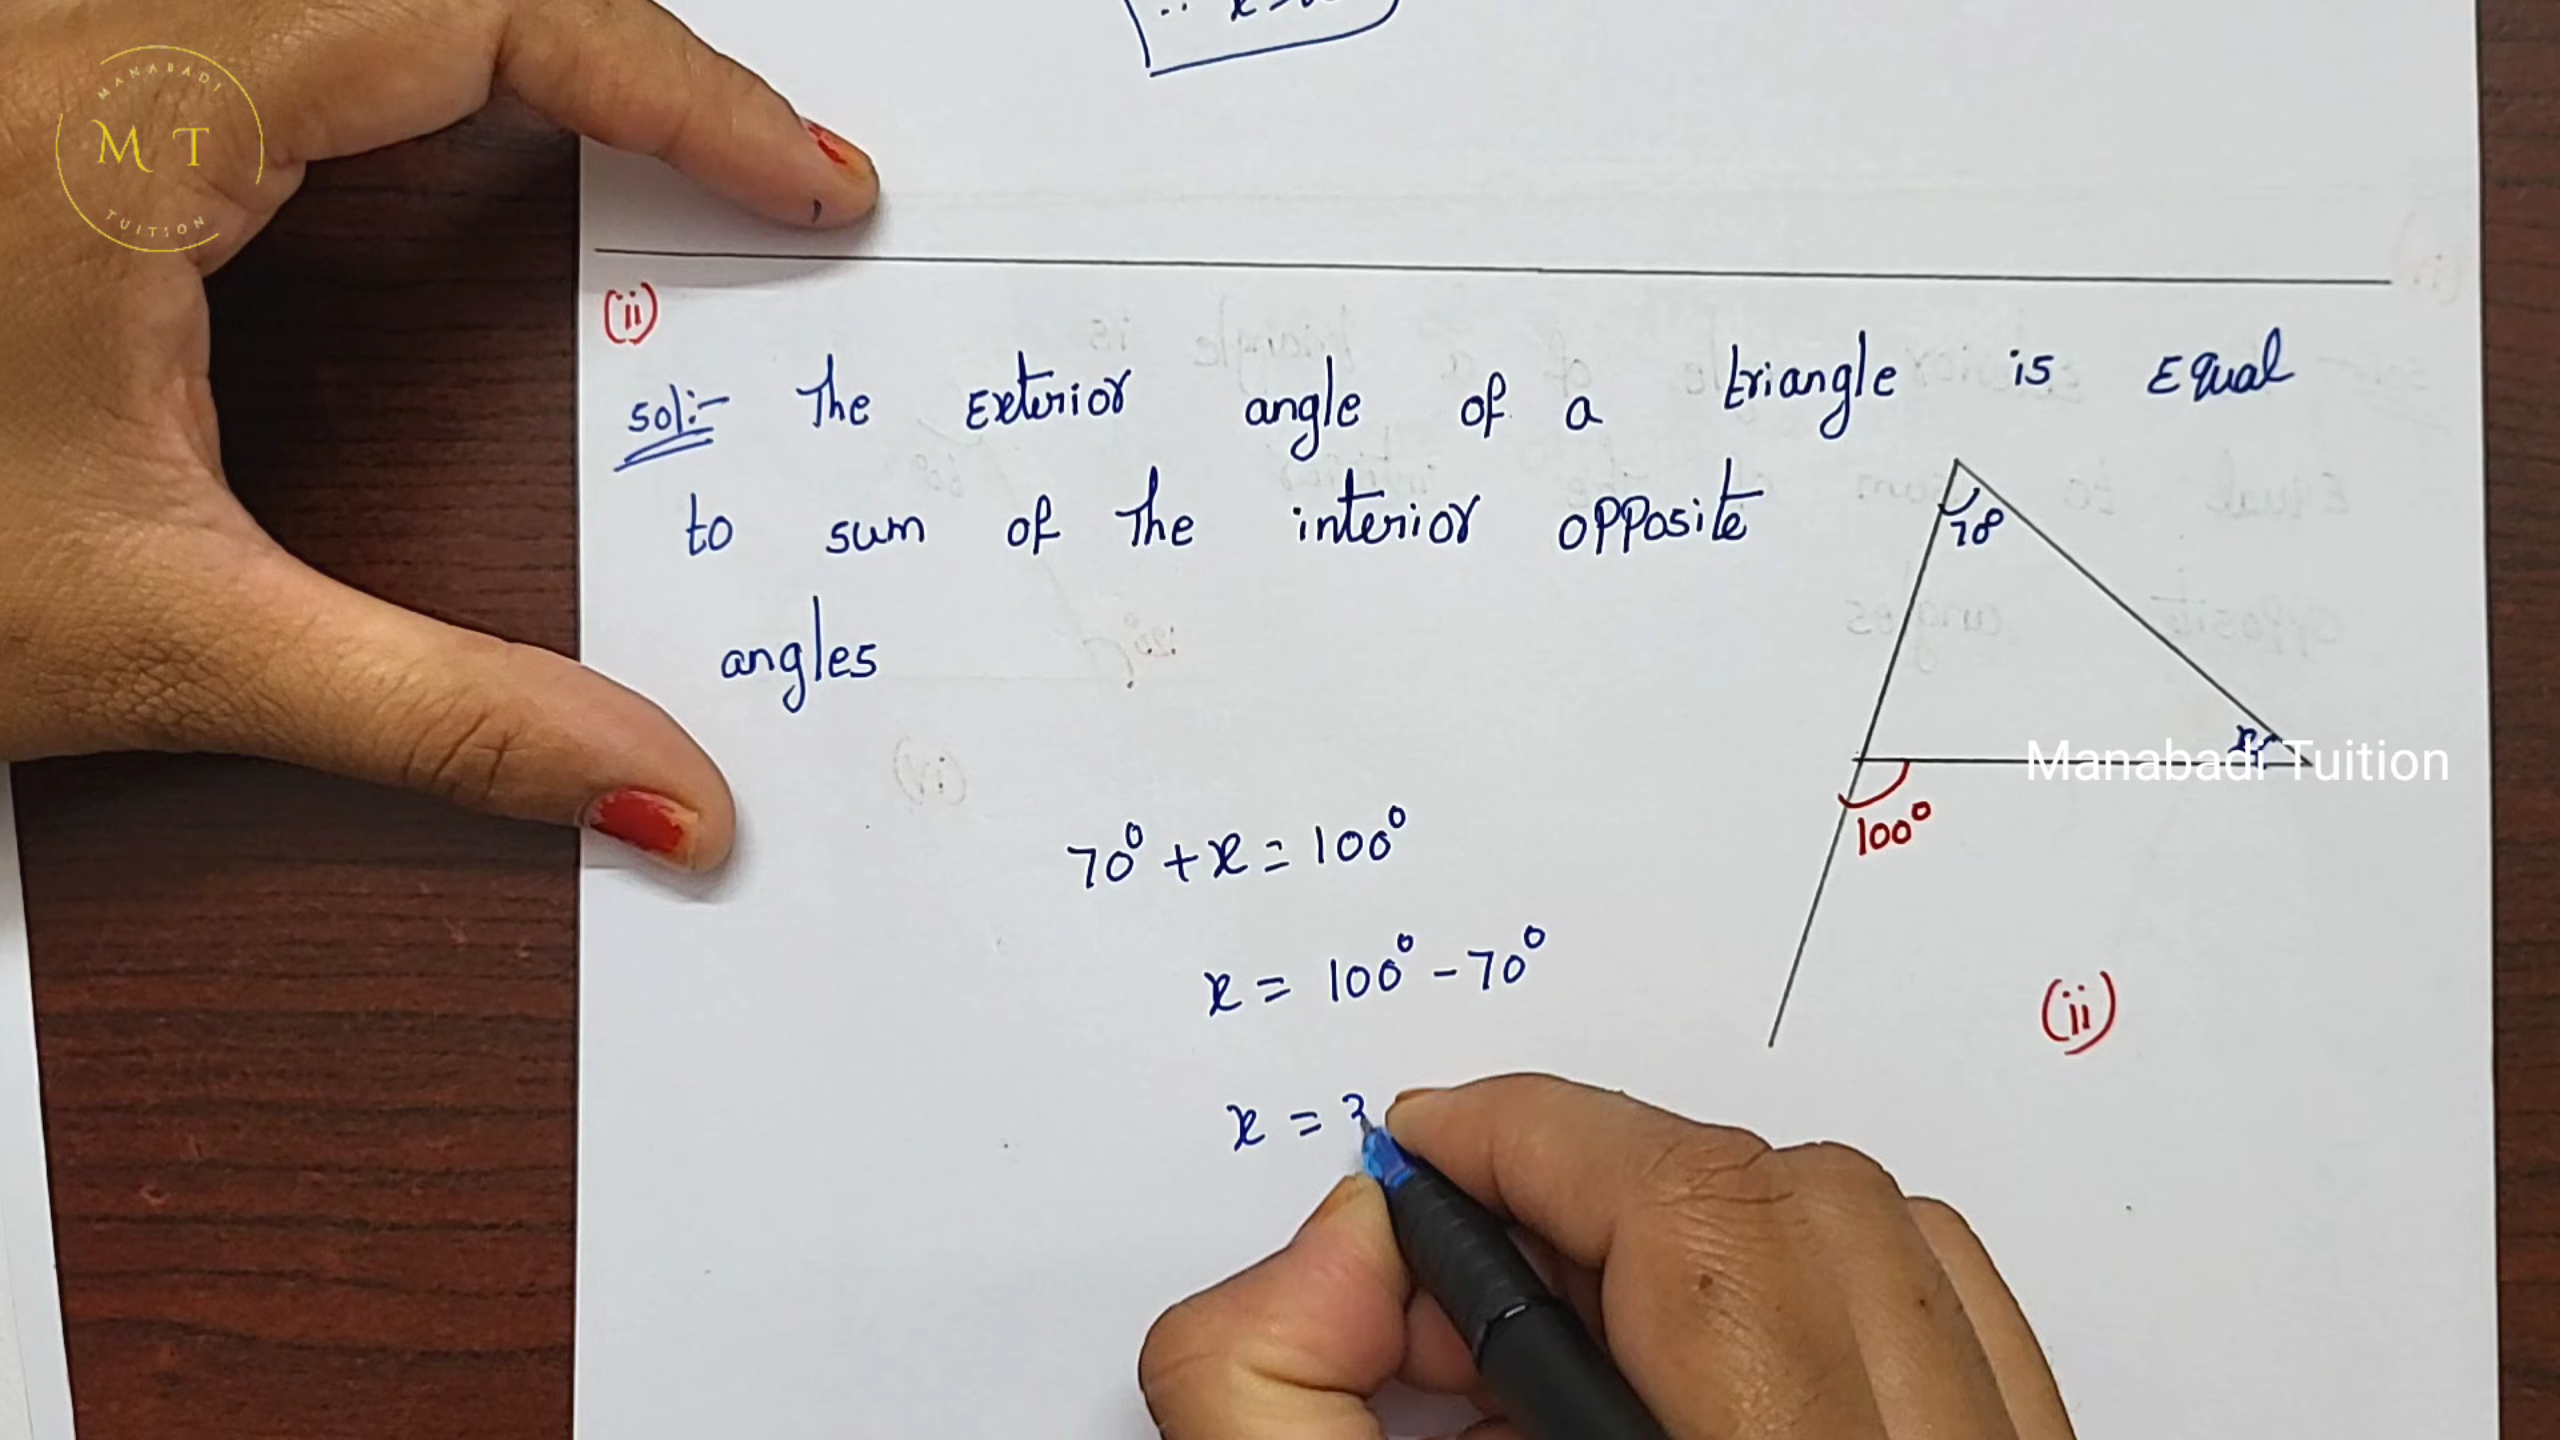 MANABADI
M T
TUITION
(ii)
Sol:- The Exterior angle of a triangle is Equal
to sum of the interior opposite
angles
70° + x = 100°
x = 100° - 70°
x = 3
70°
x
Manabadi Tuition
100°
(ii)